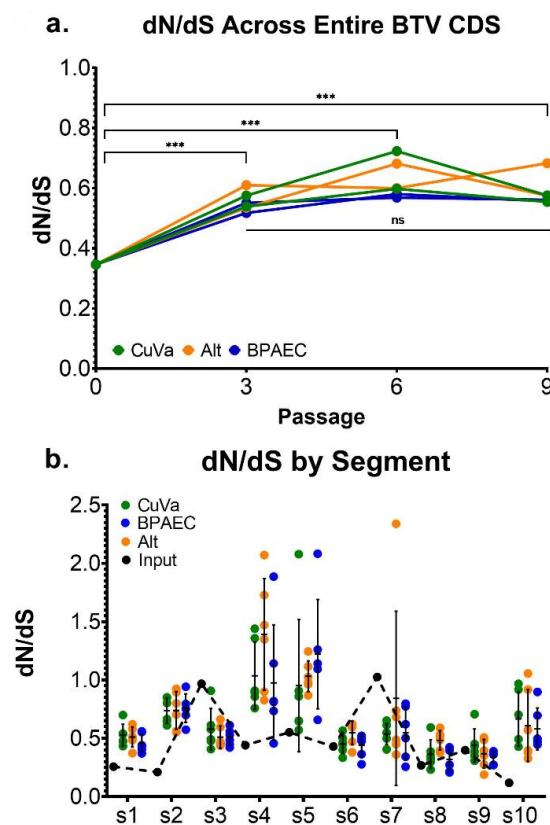 a. dN/dS Across Entire BTV CDS
1.0
***
0.8
***
***
0.6
dN/dS
0.4
ns
0.2
CuVa Alt BPAEC
0.0
0 3 6 9
Passage
b. dN/dS by Segment
2.5
CuVa
BPAEC
2.0
Alt
Input
1.5
dN/dS
1.0
0.5
0.0
s1 s2 s3 s4 s5 s6 s7 s8 s9 s10